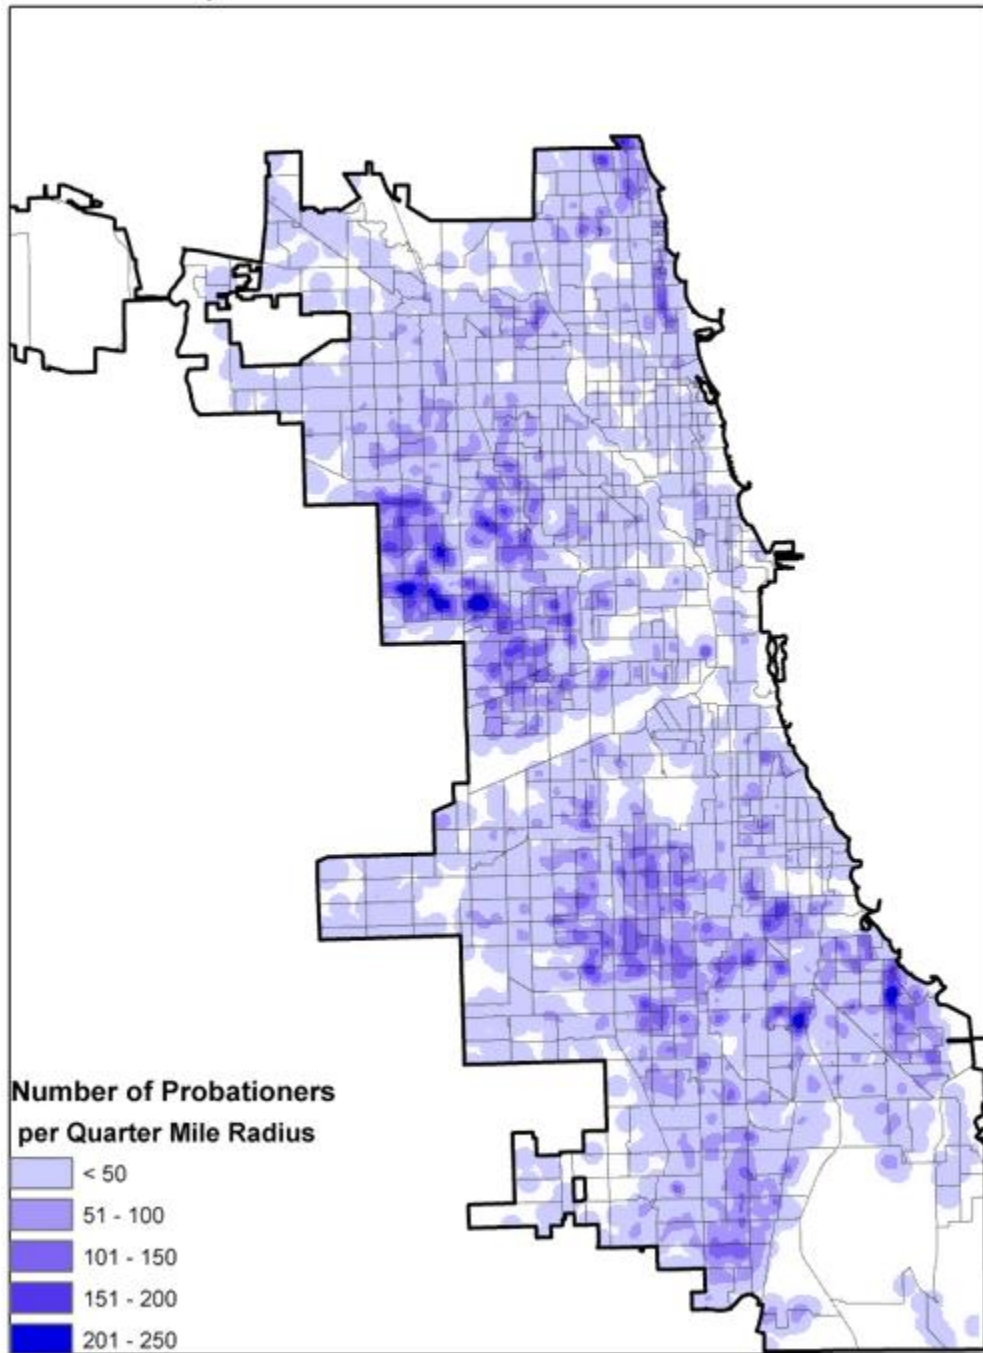 Number of Probationers
per Quarter Mile Radius
< 50
51 - 100
101 - 150
151 - 200
201 - 250